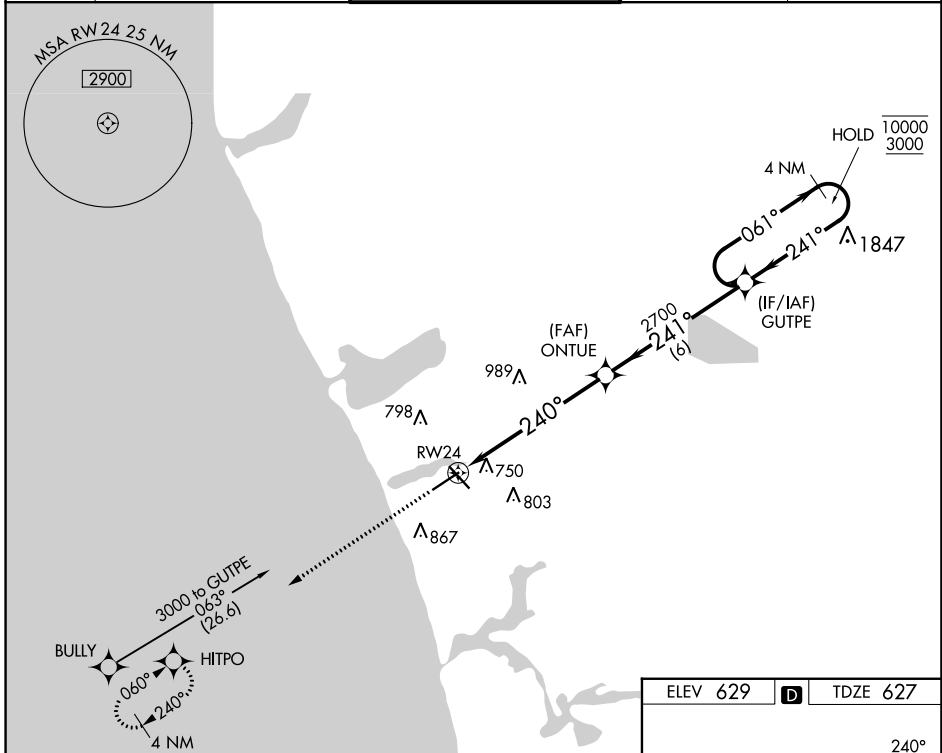 MSA RW24 25 NM
2900
HOLD
10000
3000
4 NM
061°
241°
1847
(IF/IAF)
GUTPE
2700
241°
(6)
(FAF)
ONTUE
989
240°
798
RW24
750
803
867
3000 to GUTPE
063°
(26.6)
BULLY
HITPO
060°
240°
4 NM
ELEV 629
D
TDZE 627
240°